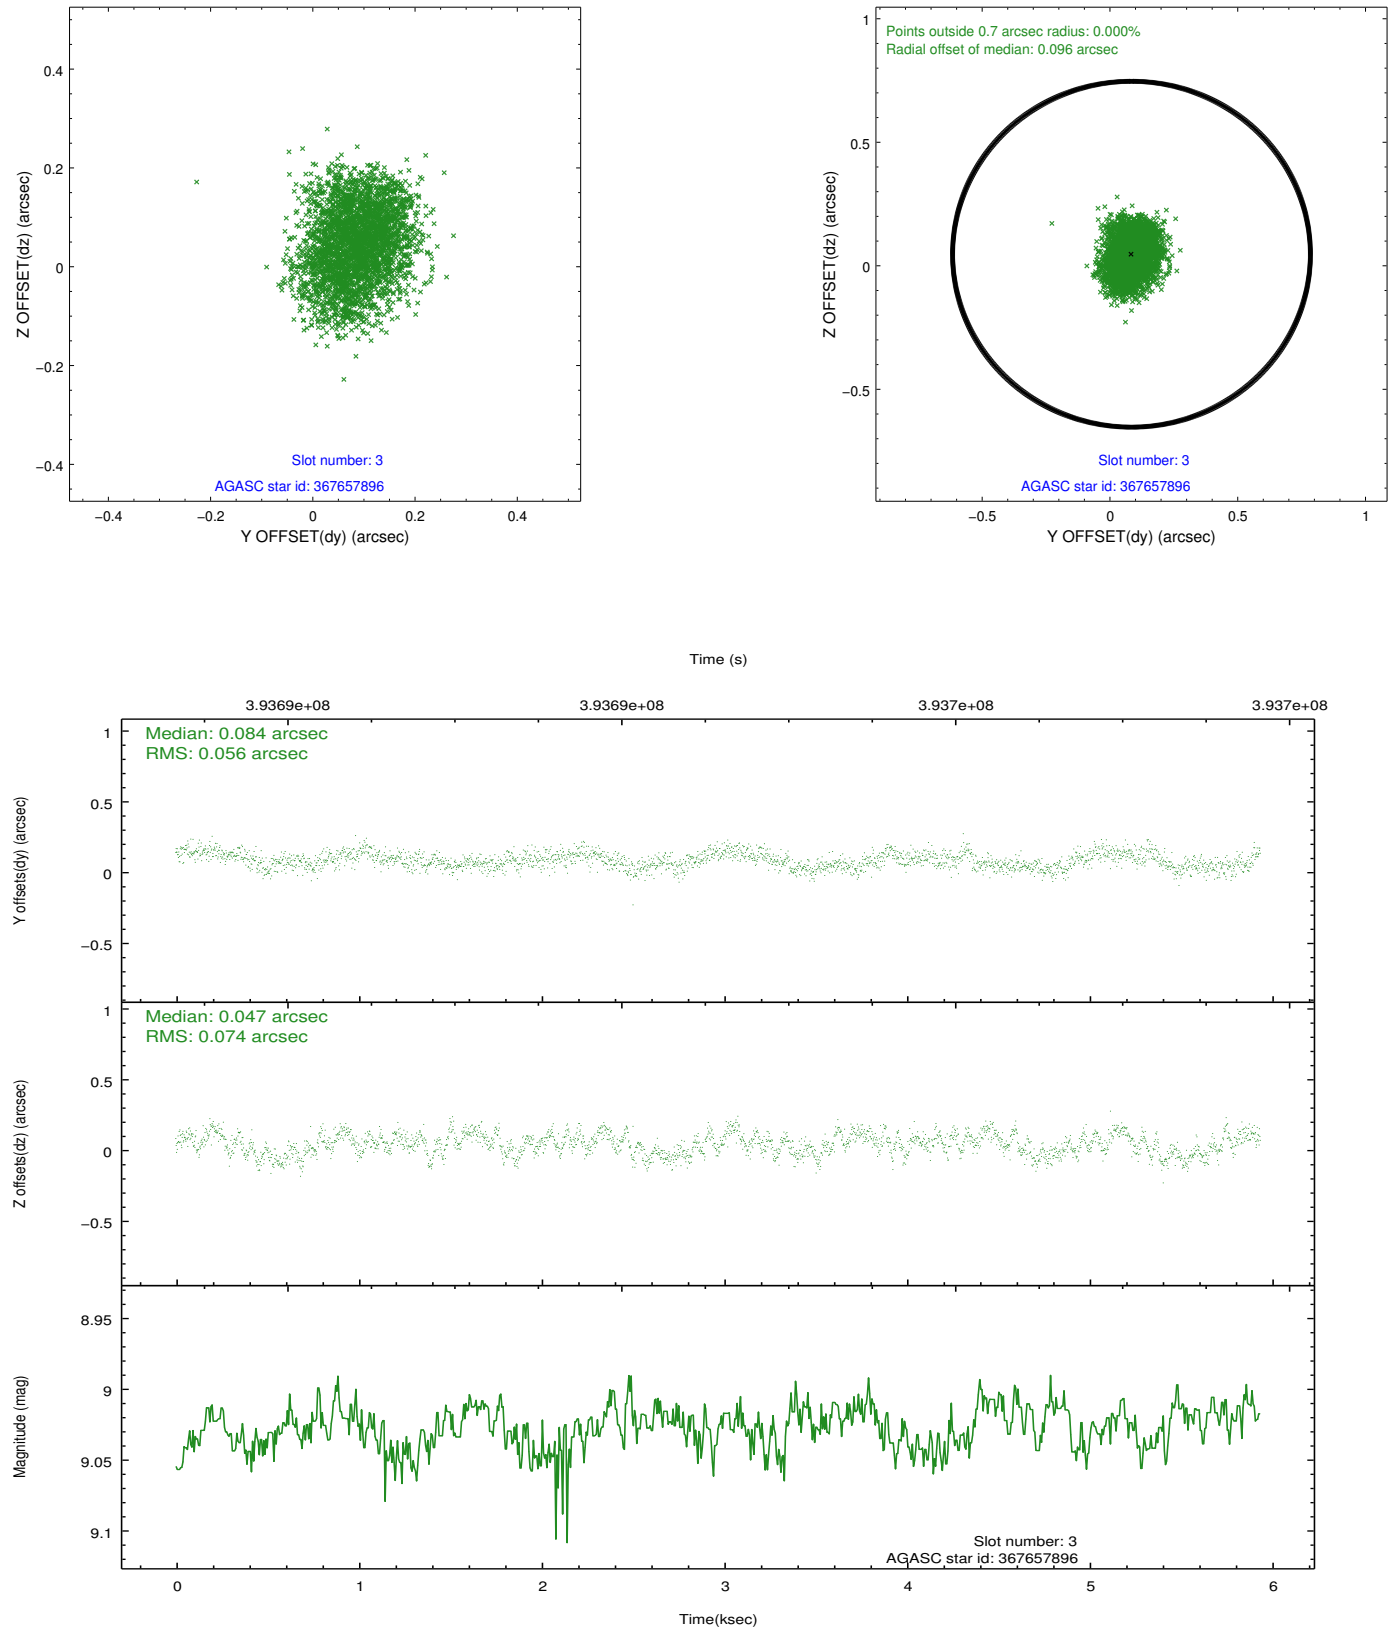 0.4
0.2
0
−0.2
−0.4
Z OFFSET(dz) (arcsec)
Slot number: 3
AGASC star id: 367657896
−0.4 −0.2 0 0.2 0.4
Y OFFSET(dy) (arcsec)
Points outside 0.7 arcsec radius: 0.000%
Radial offset of median: 0.096 arcsec
1
0.5
0
−0.5
Z OFFSET(dz) (arcsec)
Slot number: 3
AGASC star id: 367657896
−0.5 0 0.5 1
Y OFFSET(dy) (arcsec)
Time (s)
3.9369e+08 3.9369e+08 3.937e+08 3.937e+08
Median: 0.084 arcsec
RMS: 0.056 arcsec
1
0.5
0
−0.5
Y offsets(dy) (arcsec)
Median: 0.047 arcsec
RMS: 0.074 arcsec
1
0.5
0
−0.5
Z offsets(dz) (arcsec)
8.95
9
9.05
9.1
Magnitude (mag)
Slot number: 3
AGASC star id: 367657896
0 1 2 3 4 5 6
Time(ksec)